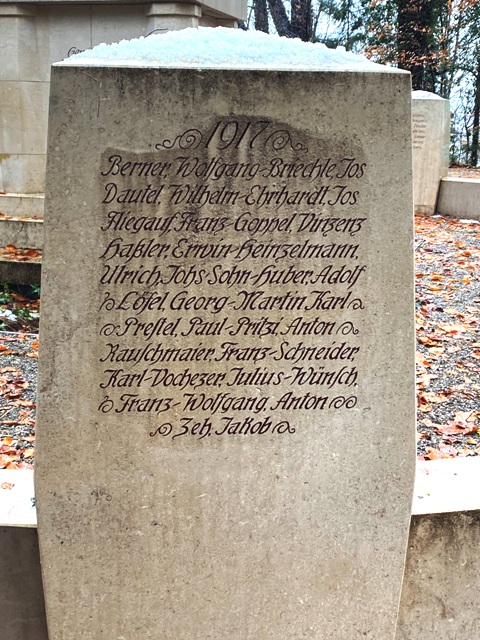 1917
Berner, Wolfgang-Briechle, Jos
Dautel, Wilhelm-Ehrhardt, Jos
Flegauf, Franz-Goppel, Vinzenz
Haßler, Erwin-Heinzelmann,
Ulrich, Johs Sohn-Huber, Adolf
Löffel, Georg-Martin, Karl
Prestel, Paul-Pritzl, Anton
Rauschmaier, Franz-Schneider,
Karl-Vochezer, Julius-Wünsch,
Franz-Wolfgang, Anton
Zeh, Jakob